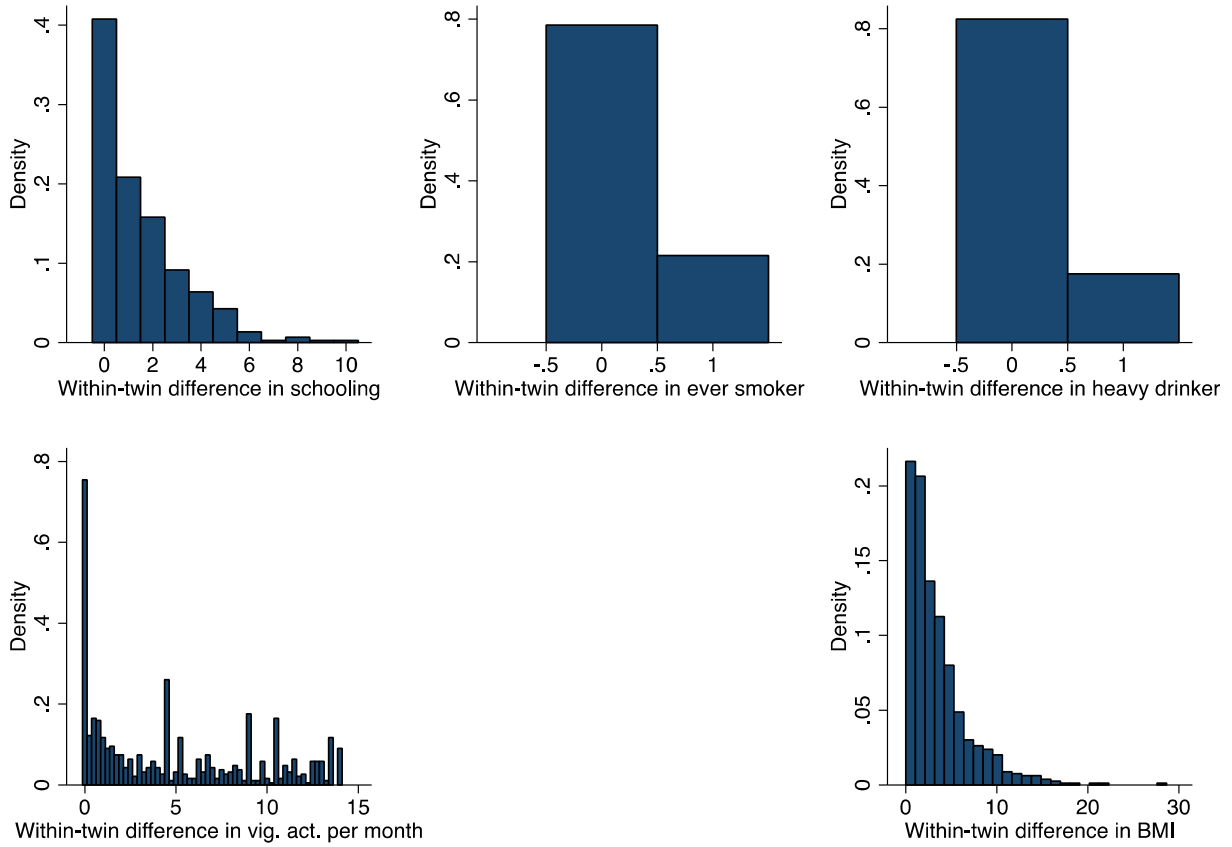 Density
0
.1
.2
.3
.4
0 2 4 6 8 10
Within-twin difference in schooling
Density
0
.2
.4
.6
.8
-.5 0 .5 1
Within-twin difference in ever smoker
Density
0
.2
.4
.6
.8
-.5 0 .5 1
Within-twin difference in heavy drinker
Density
0
.2
.4
.6
.8
0 5 10 15
Within-twin difference in vig. act. per month
Density
0
.05
.1
.15
.2
0 10 20 30
Within-twin difference in BMI